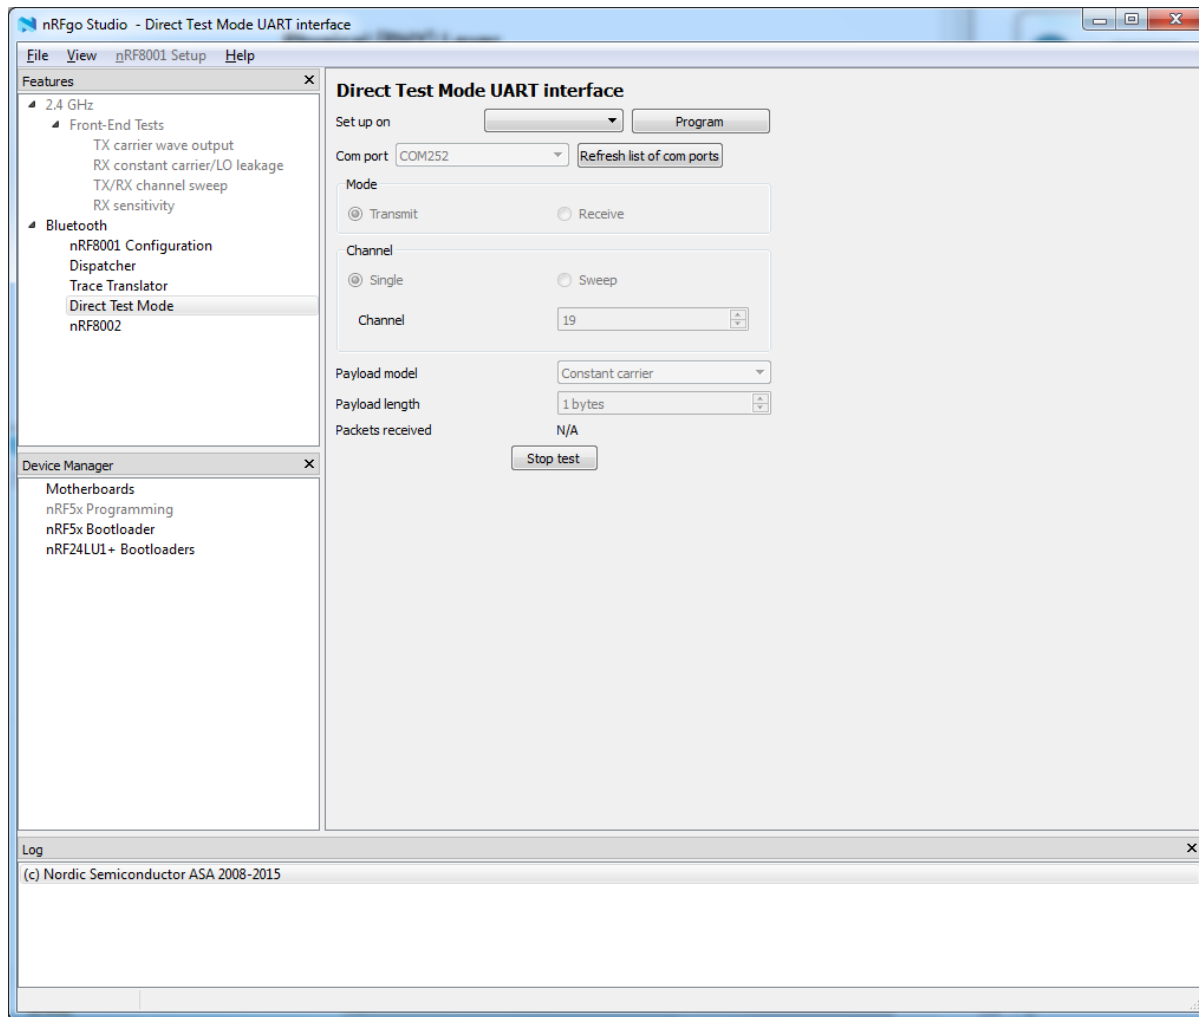 nRFgo Studio - Direct Test Mode UART interface
File View nRF8001 Setup Help
Features
2.4 GHz
Front-End Tests
TX carrier wave output
RX constant carrier/LO leakage
TX/RX channel sweep
RX sensitivity
Bluetooth
nRF8001 Configuration
Dispatcher
Trace Translator
Direct Test Mode
nRF8002
Device Manager
Motherboards
nRF5x Programming
nRF5x Bootloader
nRF24LU1+ Bootloaders
Direct Test Mode UART interface
Set up on Program
Com port COM252 Refresh list of com ports
Mode
Transmit Receive
Channel
Single Sweep
Channel 19
Payload model Constant carrier
Payload length 1 bytes
Packets received N/A
Stop test
Log
(c) Nordic Semiconductor ASA 2008-2015